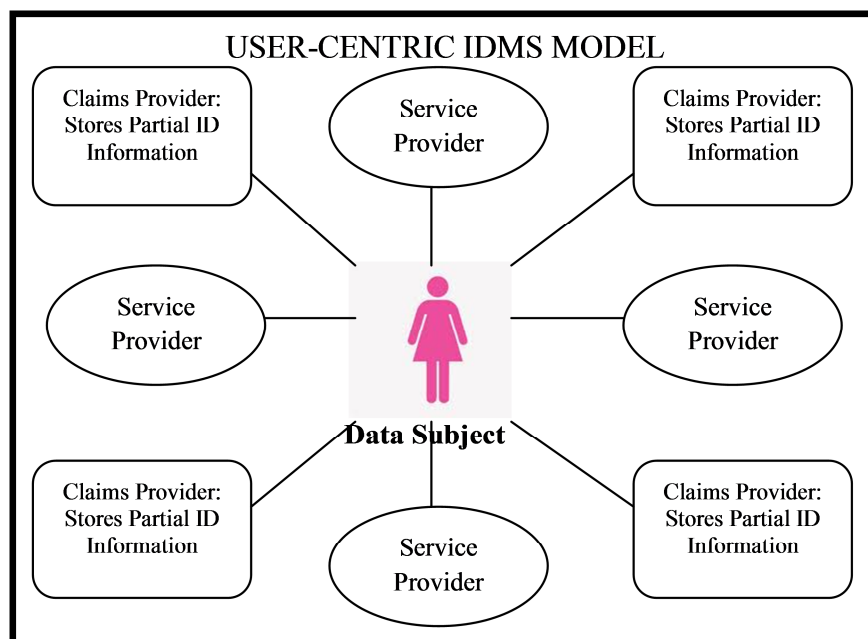 USER-CENTRIC IDMS MODEL
Claims Provider:
Stores Partial ID
Information
Service
Provider
Claims Provider:
Stores Partial ID
Information
Service
Provider
Service
Provider
Data Subject
Claims Provider:
Stores Partial ID
Information
Service
Provider
Claims Provider:
Stores Partial ID
Information